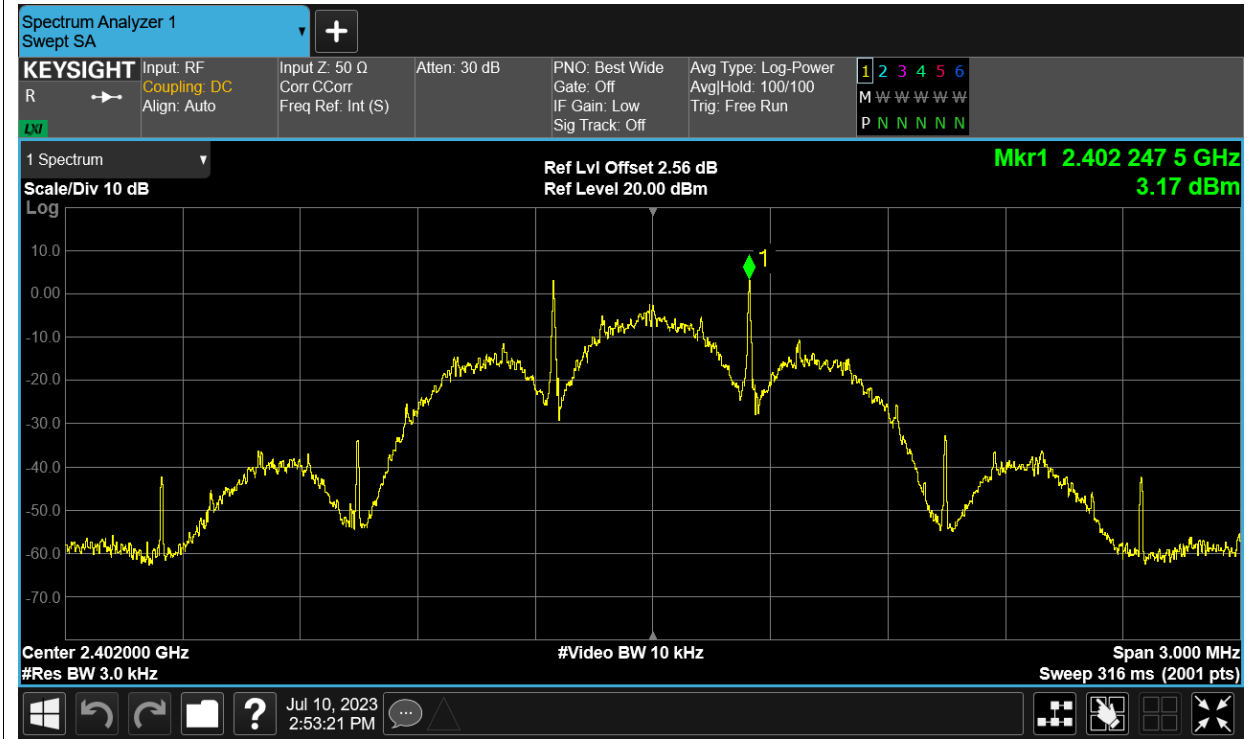 Spectrum Analyzer 1
Swept SA
+
KEYSIGHT
R
LXI
Input: RF
Coupling: DC
Align: Auto
Input Z: 50 Ω
Corr CCorr
Freq Ref: Int (S)
Atten: 30 dB
PNO: Best Wide
Gate: Off
IF Gain: Low
Sig Track: Off
Avg Type: Log-Power
Avg|Hold: 100/100
Trig: Free Run
1 2 3 4 5 6
M W W W W W
P N N N N N
1 Spectrum
Scale/Div 10 dB
Log
Ref Lvl Offset 2.56 dB
Ref Level 20.00 dBm
Mkr1 2.402 247 5 GHz
3.17 dBm
1
10.0
0.00
-10.0
-20.0
-30.0
-40.0
-50.0
-60.0
-70.0
Center 2.402000 GHz
#Res BW 3.0 kHz
#Video BW 10 kHz
Span 3.000 MHz
Sweep 316 ms (2001 pts)
?
Jul 10, 2023
2:53:21 PM